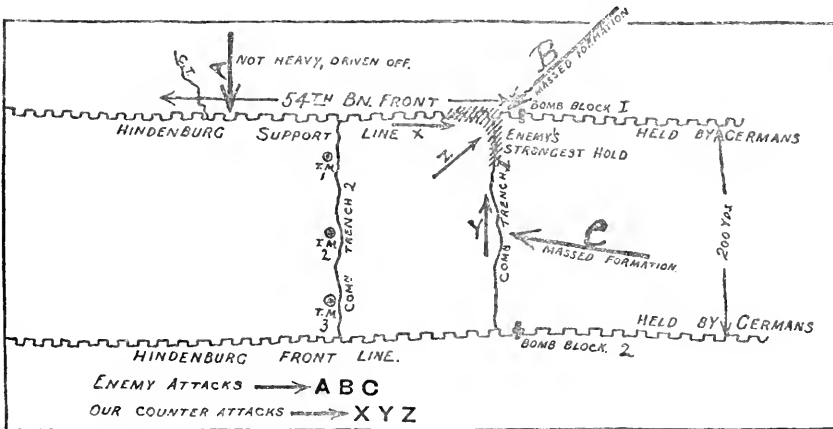 B
MASSED FORMATION
C.T.
A
NOT HEAVY, DRIVEN OFF.
54TH BN. FRONT
BOMB BLOCK I
HINDENBURG SUPPORT LINE X
ENEMY'S
STRONGEST HOLD
HELD BY GERMANS
Z
T.M.
1
COMN TRENCH 2
T.M.
2
T.M.
3
Y
COMN TRENCH I
C
MASSED FORMATION.
200 YDS
HELD BY GERMANS
HINDENBURG FRONT LINE.
BOMB BLOCK. 2
ENEMY ATTACKS A B C
OUR COUNTER ATTACKS X Y Z